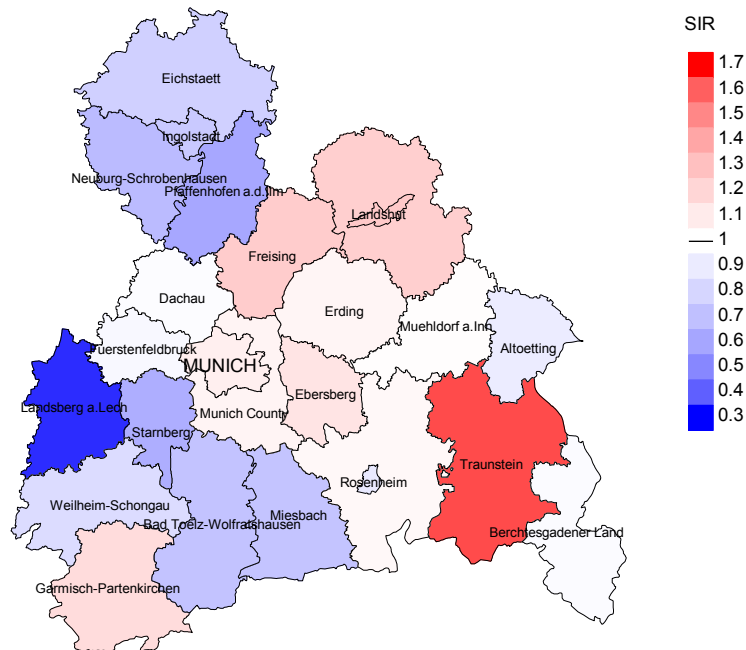 SIR
1.7
1.6
1.5
1.4
1.3
1.2
1.1
1
0.9
0.8
0.7
0.6
0.5
0.4
0.3
Eichstaett
Ingolstadt
Neuburg-Schrobenhausen
Pfaffenhofen a.d.Ilm
Landshut
Freising
Dachau
Erding
Muehldorf a.Inn
Fuerstenfeldbruck
Altoetting
MUNICH
Ebersberg
Landsberg a.Lech
Munich County
Starnberg
Traunstein
Rosenheim
Weilheim-Schongau
Miesbach
Bad Toelz-Wolfratshausen
Berchtesgadener Land
Garmisch-Partenkirchen